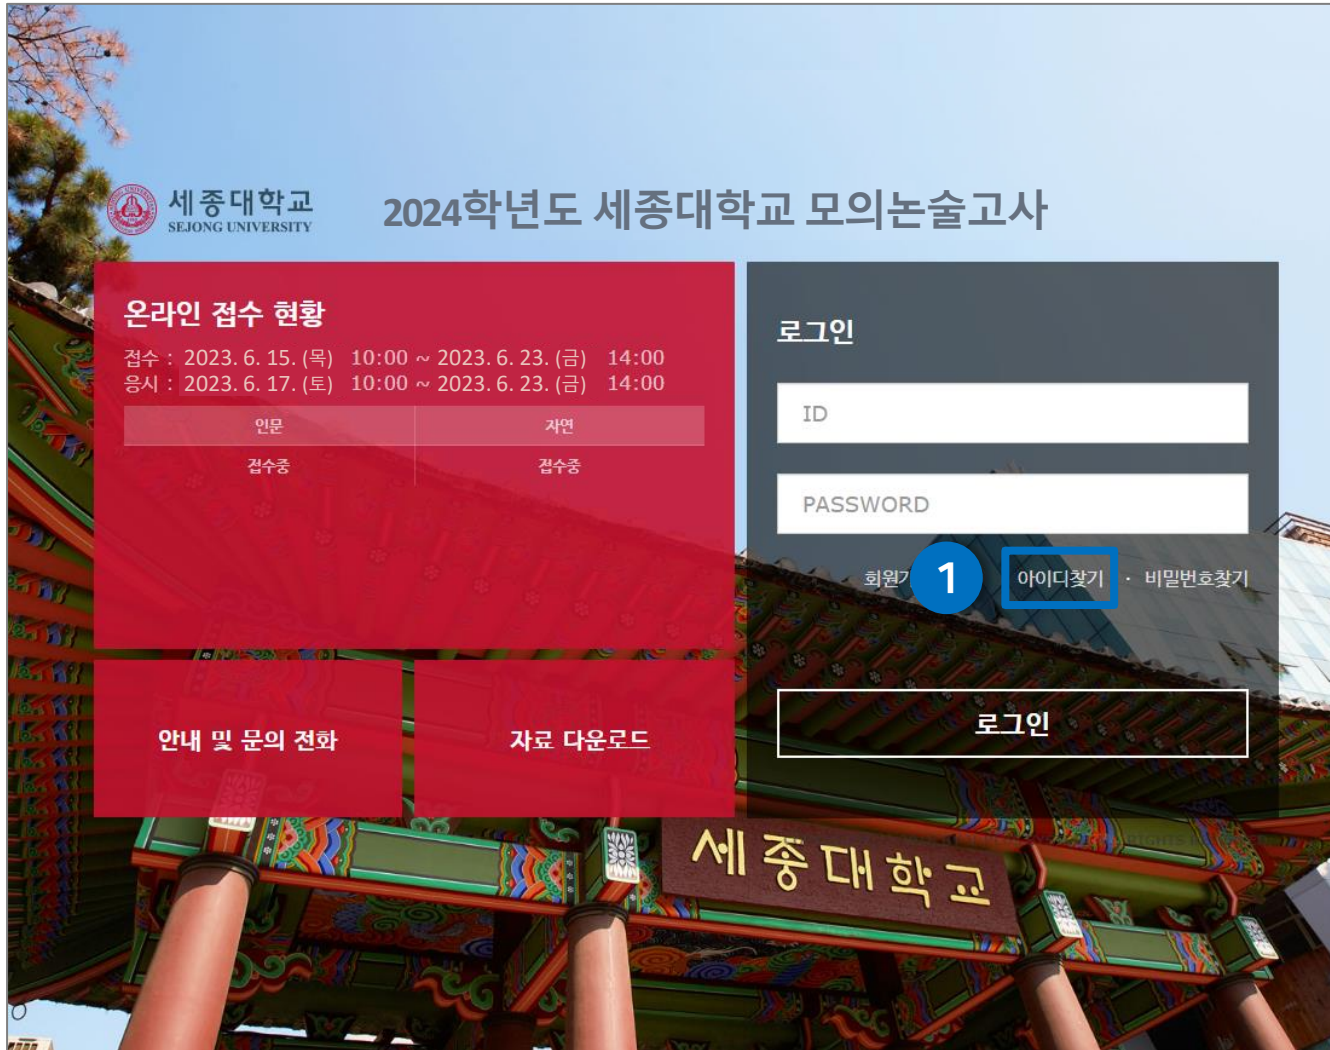 세종대학교
SEJONG UNIVERSITY
2024학년도 세종대학교 모의논술고사
온라인 접수 현황
접수 : 2023. 6. 15. (목) 10:00 ~ 2023. 6. 23. (금) 14:00
응시 : 2023. 6. 17. (토) 10:00 ~ 2023. 6. 23. (금) 14:00
인문 자연
접수중 접수중
안내 및 문의 전화
자료 다운로드
로그인
ID
PASSWORD
1 아이디찾기 · 비밀번호찾기
로그인
세종대학교